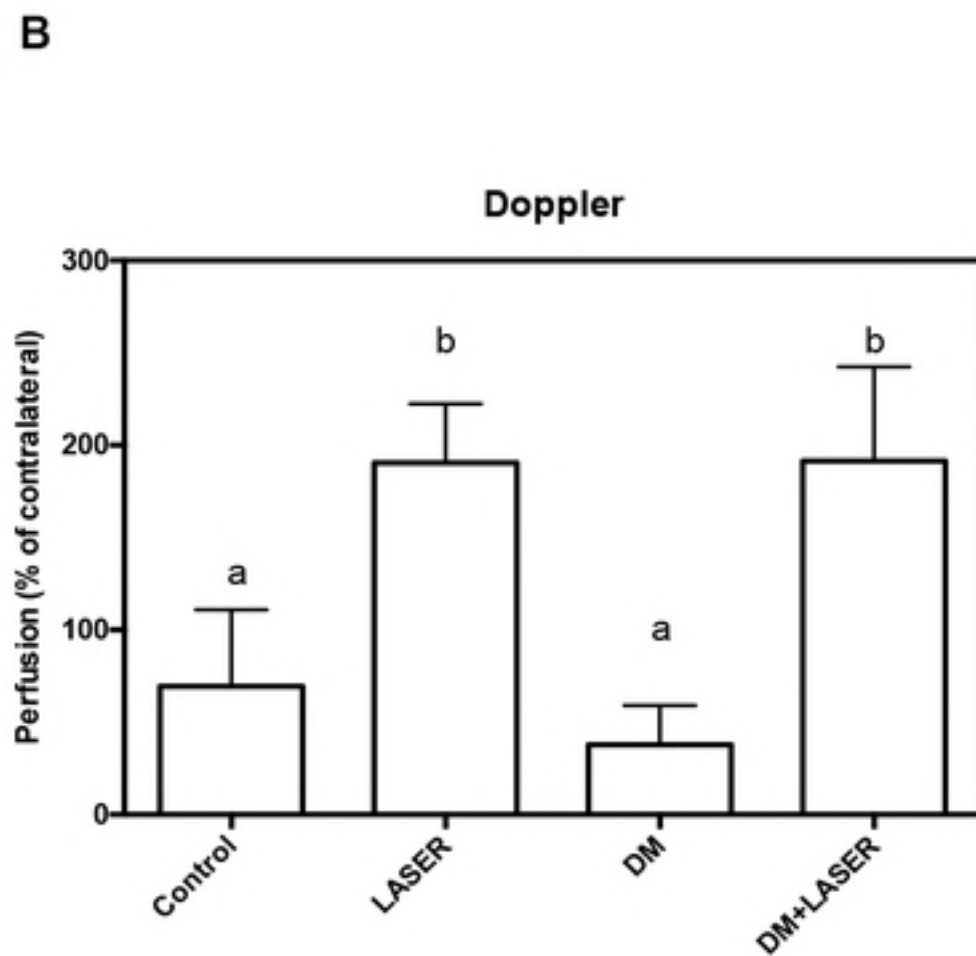 B
Doppler
Perfusion (% of contralateral)
300
200
100
0
a
b
a
b
Control
LASER
DM
DM+LASER